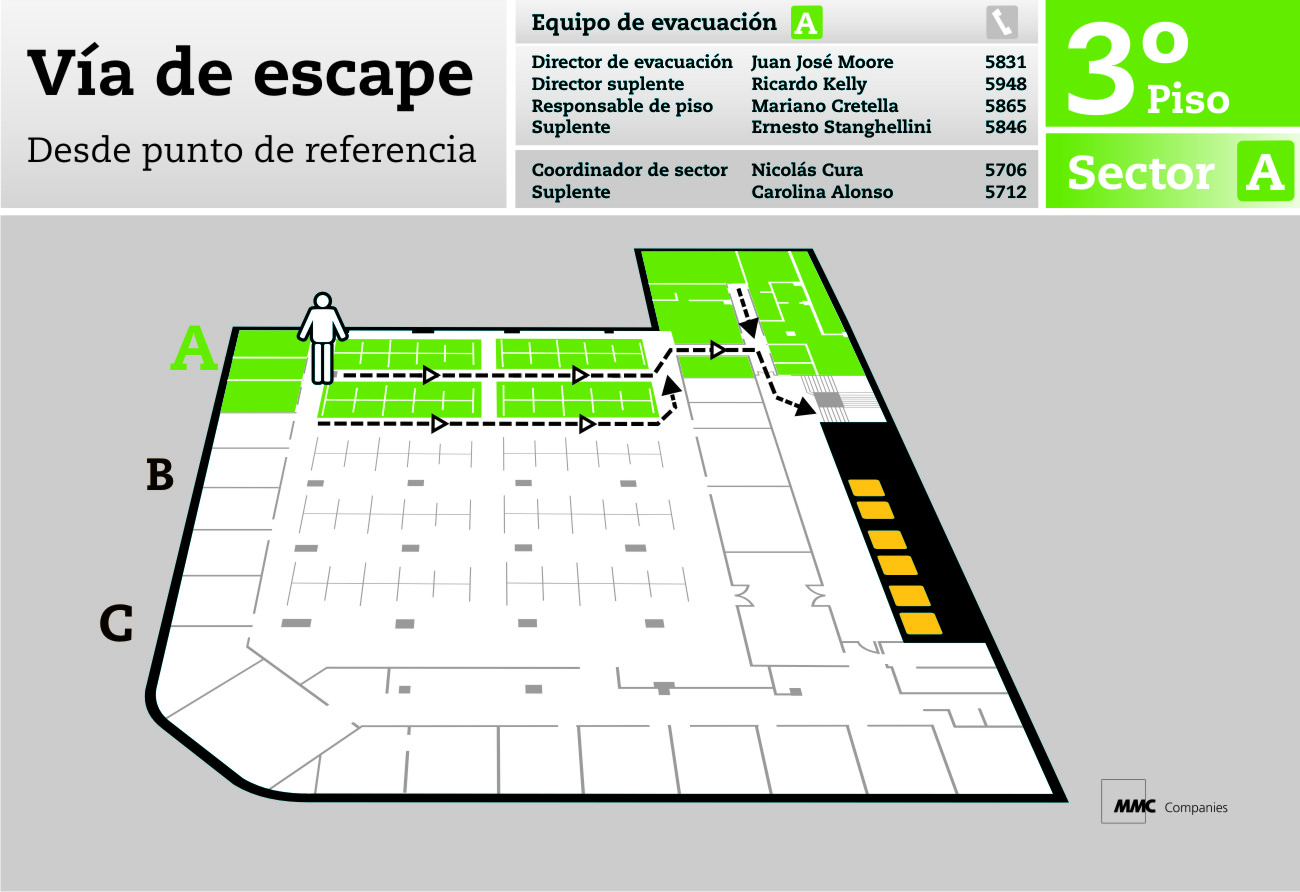 Vía de escape
Desde punto de referencia
Equipo de evacuación A
Director de evacuación Juan José Moore 5831
Director suplente Ricardo Kelly 5948
Responsable de piso Mariano Cretella 5865
Suplente Ernesto Stanghellini 5846
Coordinador de sector Nicolás Cura 5706
Suplente Carolina Alonso 5712
3º Piso
Sector A
A
B
C
MMC Companies